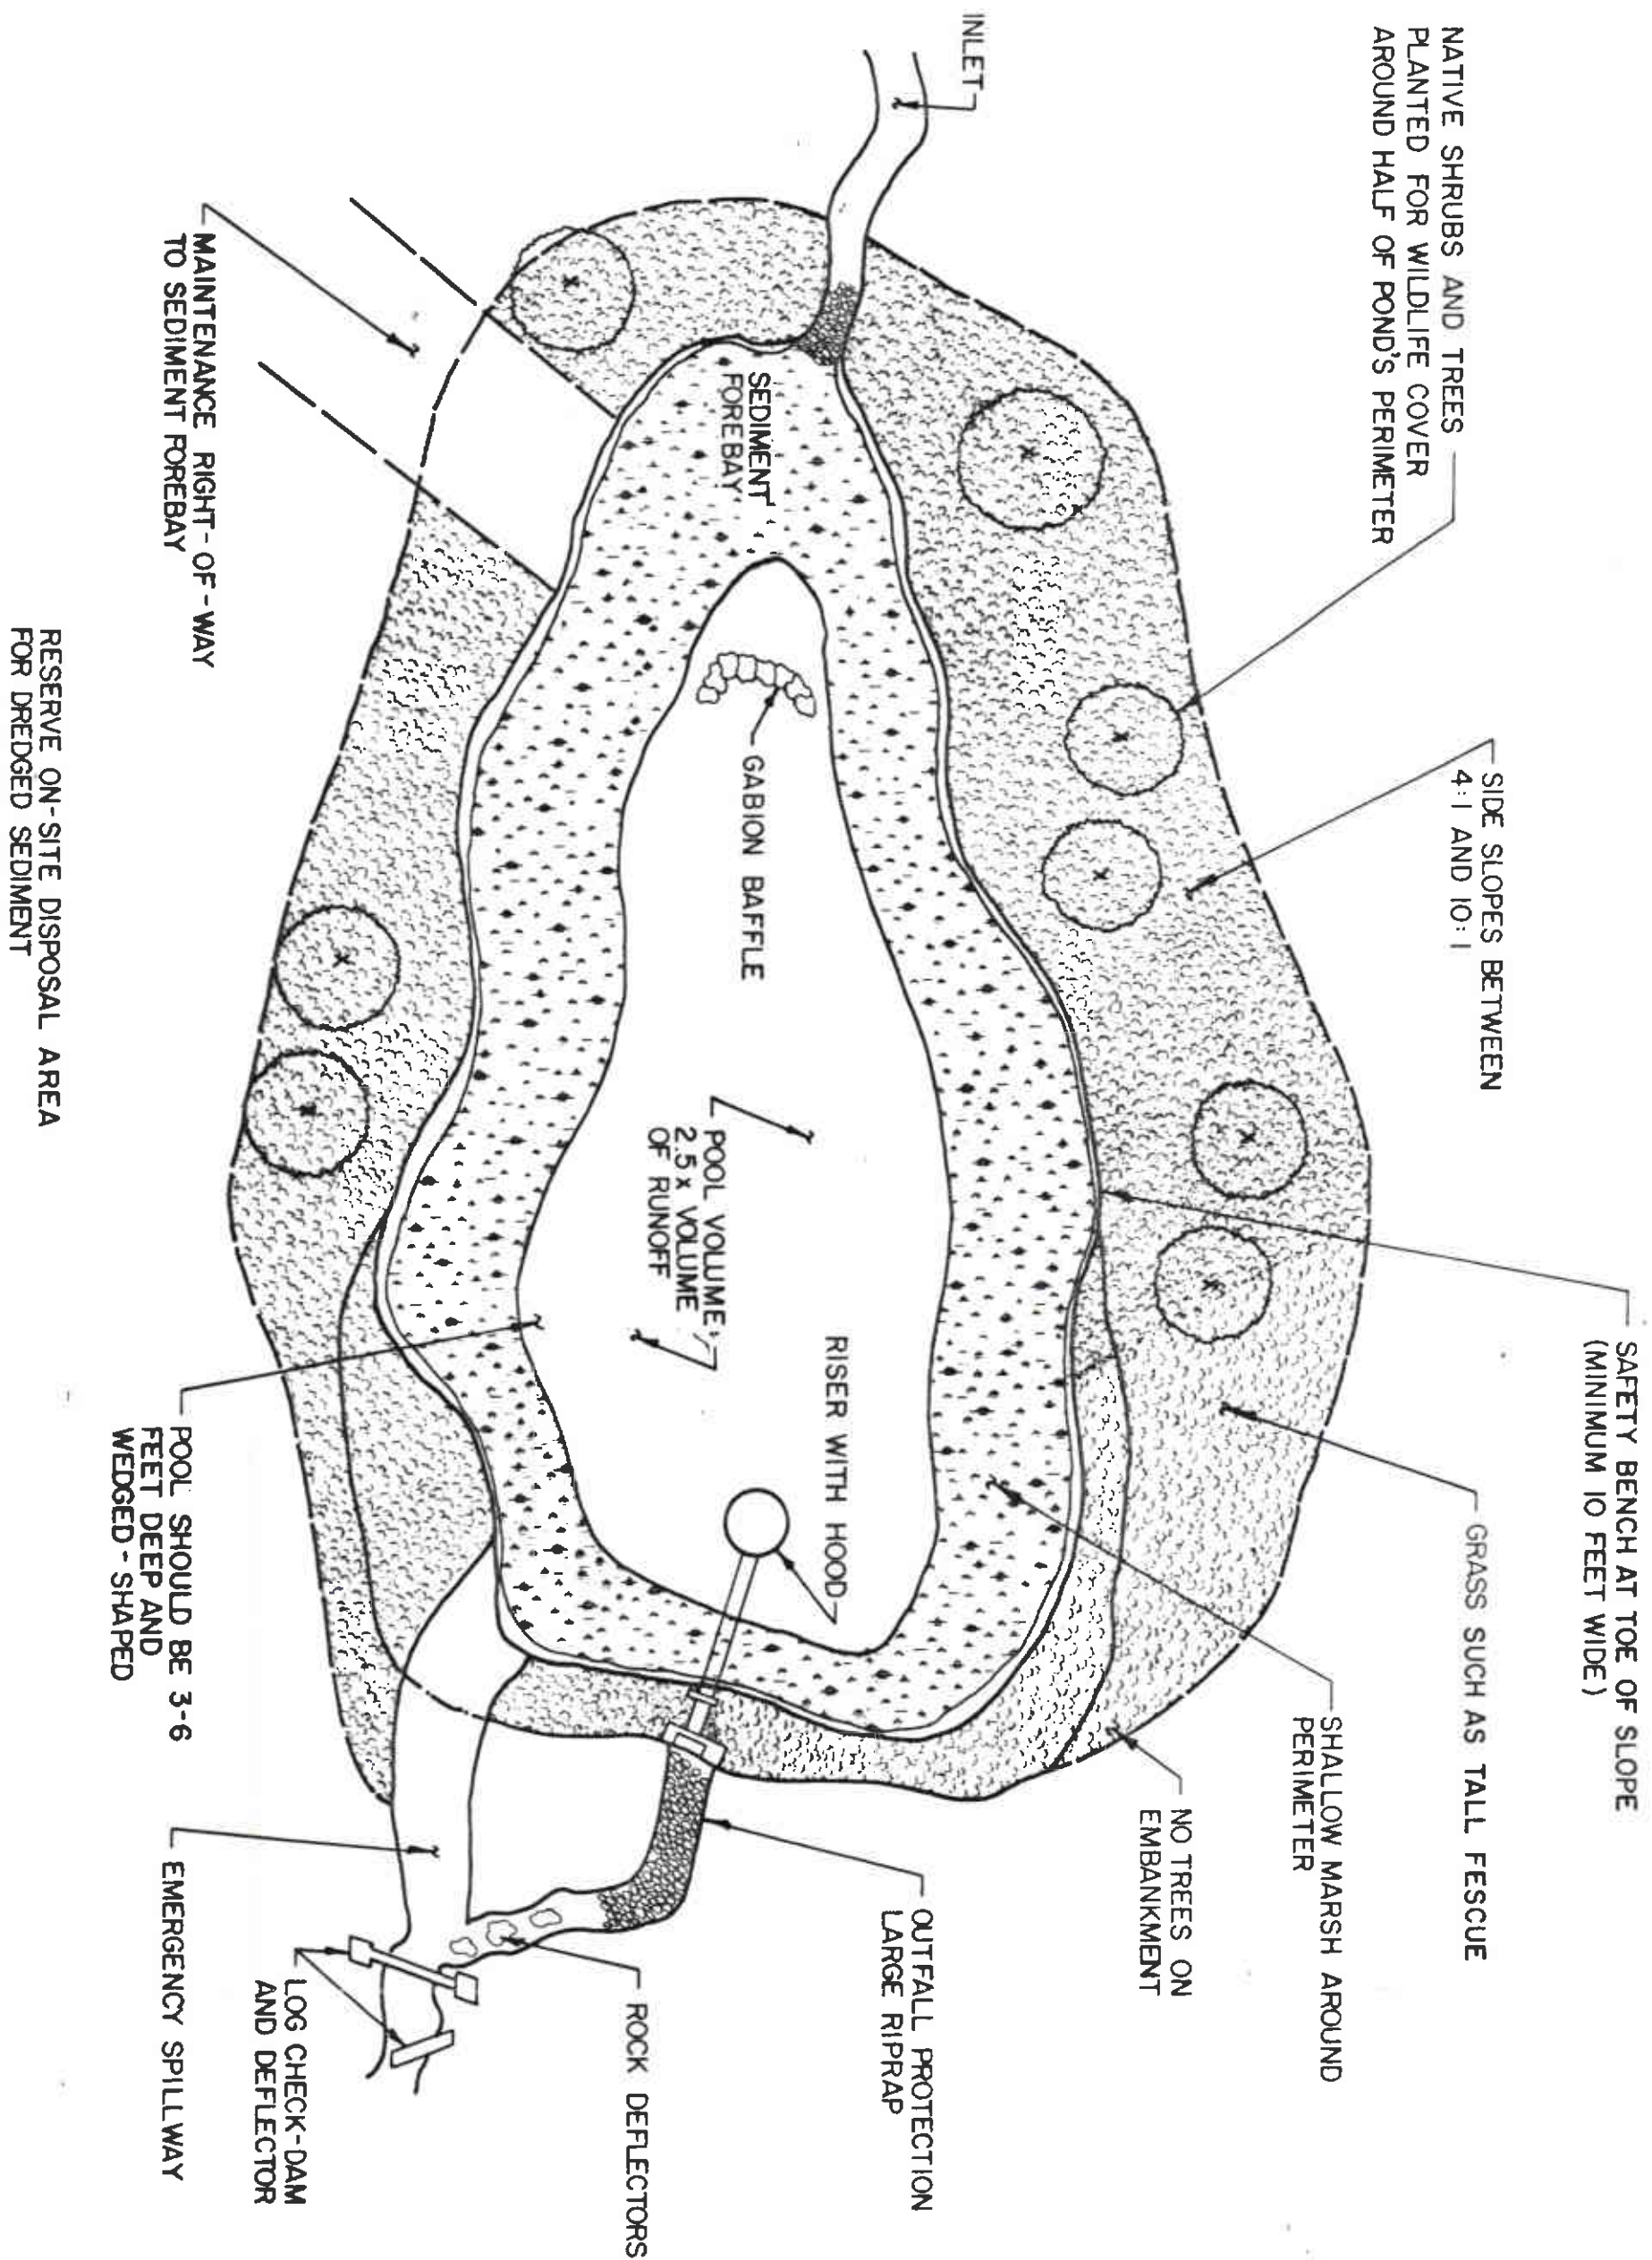 NATIVE SHRUBS AND TREES
PLANTED FOR WILDLIFE COVER
AROUND HALF OF POND'S PERIMETER
SIDE SLOPES BETWEEN
4:1 AND 10:1
SAFETY BENCH AT TOE OF SLOPE
(MINIMUM 10 FEET WIDE)
GRASS SUCH AS TALL FESCUE
SHALLOW MARSH AROUND
PERIMETER
NO TREES ON
EMBANKMENT
OUTFALL PROTECTION
LARGE RIPRAP
INLET
SEDIMENT
FOREBAY
GABION BAFFLE
POOL VOLUME:
2.5 x VOLUME
OF RUNOFF
RISER WITH HOOD
ROCK DEFLECTORS
LOG CHECK-DAM
AND DEFLECTOR
EMERGENCY SPILLWAY
POOL SHOULD BE 3-6
FEET DEEP AND
WEDGED-SHAPED
MAINTENANCE RIGHT-OF-WAY
TO SEDIMENT FOREBAY
RESERVE ON-SITE DISPOSAL AREA
FOR DREDGED SEDIMENT